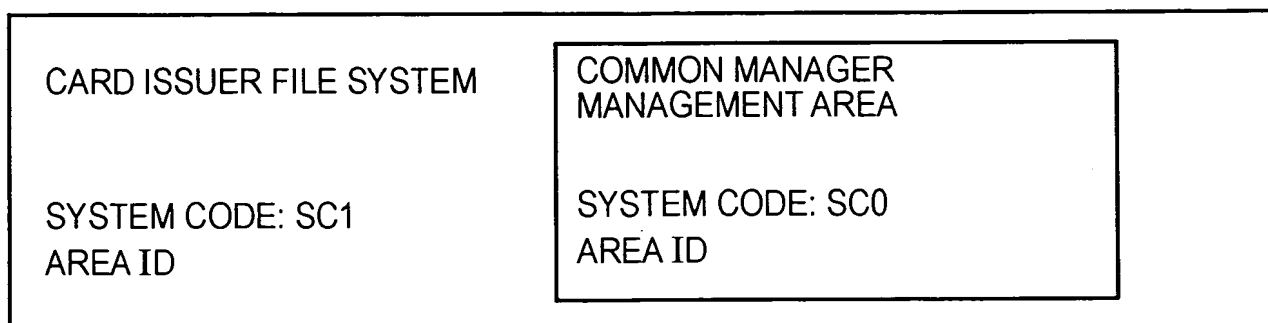 CARD ISSUER FILE SYSTEM
SYSTEM CODE: SC1
AREA ID
COMMON MANAGER
MANAGEMENT AREA
SYSTEM CODE: SC0
AREA ID